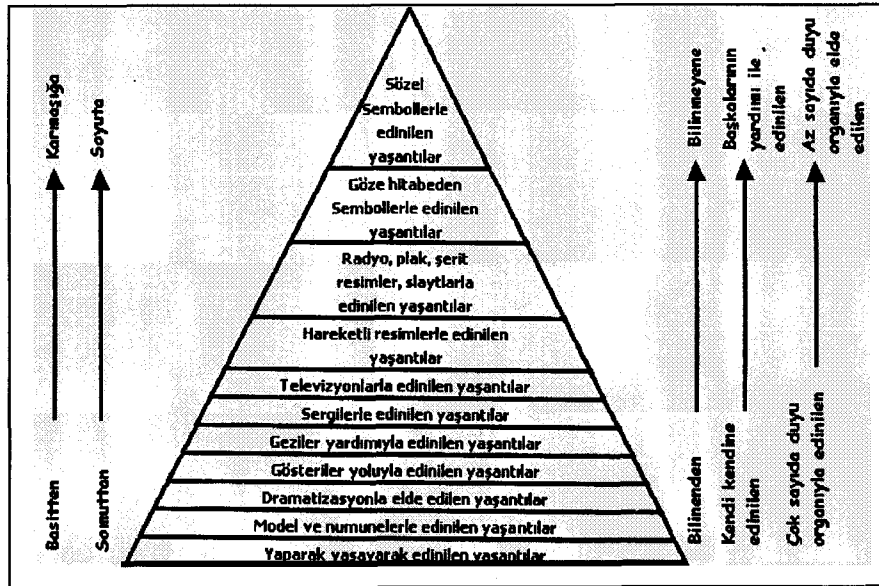 Sözel
Sembollerle
edinilen
yaşantılar
Göze hitabeden
Sembollerle edinilen
yaşantılar
Radyo, plak, şerit
resimler, slaytlarla
edinilen yaşantılar
Hareketli resimlerle edinilen
yaşantılar
Televizyonlarla edinilen yaşantılar
Sergilerle edinilen yaşantılar
Geziler yardımıyla edinilen yaşantılar
Gösteriler yoluyla edinilen yaşantılar
Dramatizasyonla elde edilen yaşantılar
Model ve numunelerle edinilen yaşantılar
Yaparak yaşayarak edinilen yaşantılar
Basitten
Karmaşığa
Somuttan
Soyuta
Bilinenden
Bilinmeyene
Kendi kendine
edinilen
Başkalarının
yardımı ile
edinilen
Çok sayıda duyu
organıyla edinilen
Az sayıda duyu
organıyla elde
edilen